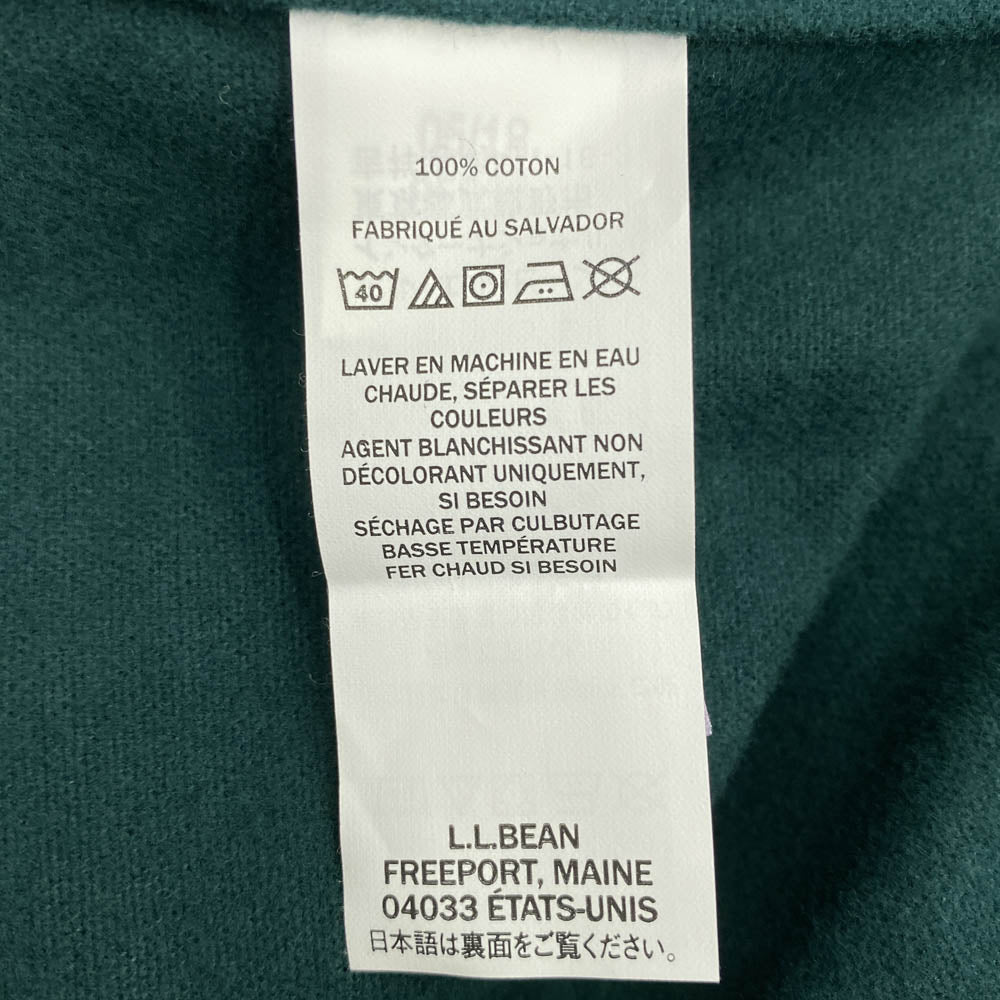 100% COTON
FABRIQUÉ AU SALVADOR
40
LAVER EN MACHINE EN EAU
CHAUDE, SÉPARER LES
COULEURS
AGENT BLANCHISSANT NON
DÉCOLORANT UNIQUEMENT,
SI BESOIN
SÉCHAGE PAR CULBUTAGE
BASSE TEMPÉRATURE
FER CHAUD SI BESOIN
L.L.BEAN
FREEPORT, MAINE
04033 ÉTATS-UNIS
日本語は裏面をご覧ください。